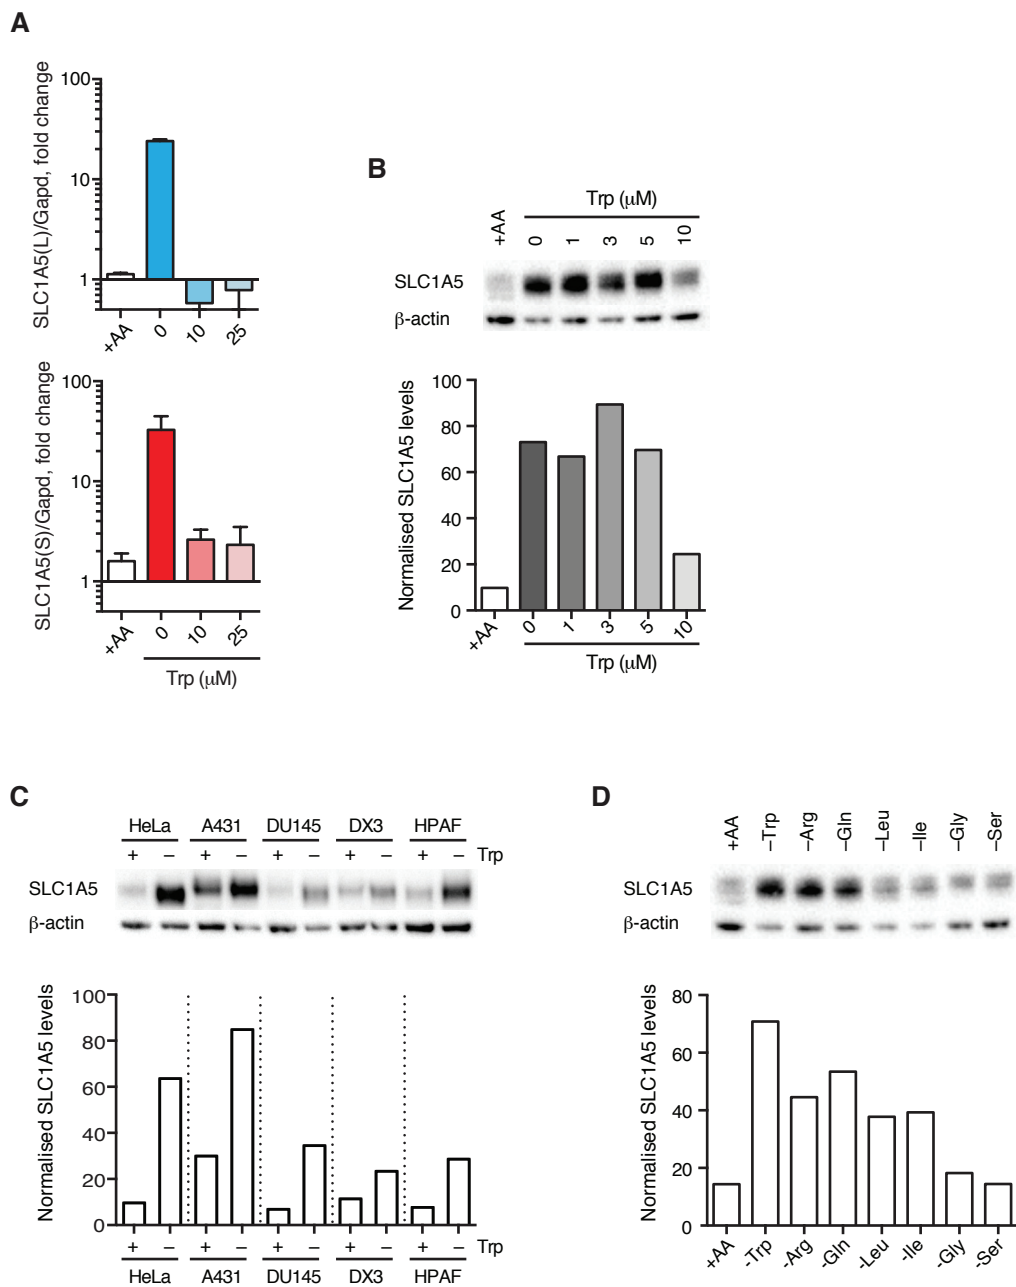 A
SLC1A5(L)/Gapd, fold change
100
10
1
+AA
0
10
25
SLC1A5(S)/Gapd, fold change
100
10
1
+AA
0
10
25
Trp (μM)
B
Trp (μM)
+AA
0
1
3
5
10
SLC1A5
β-actin
Normalised SLC1A5 levels
100
80
60
40
20
0
+AA
0
1
3
5
10
Trp (μM)
C
HeLa A431 DU145 DX3 HPAF
+ – + – + – + – + – Trp
SLC1A5
β-actin
Normalised SLC1A5 levels
100
80
60
40
20
0
+ – + – + – + – + – Trp
HeLa A431 DU145 DX3 HPAF
D
+AA
–Trp
–Arg
–Gln
–Leu
–Ile
–Gly
–Ser
SLC1A5
β-actin
Normalised SLC1A5 levels
80
60
40
20
0
+AA
-Trp
-Arg
-Gln
-Leu
-Ile
-Gly
-Ser